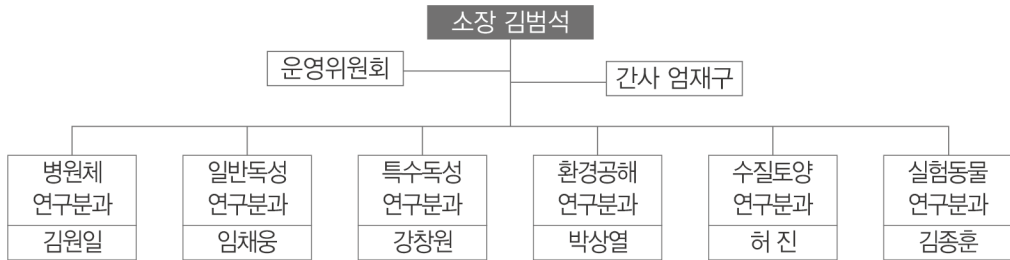 소장 김범석
운영위원회
간사 엄재구
병원체
연구분과
김원일
일반독성
연구분과
임채웅
특수독성
연구분과
강창원
환경공해
연구분과
박상열
수질토양
연구분과
허 진
실험동물
연구분과
김종훈